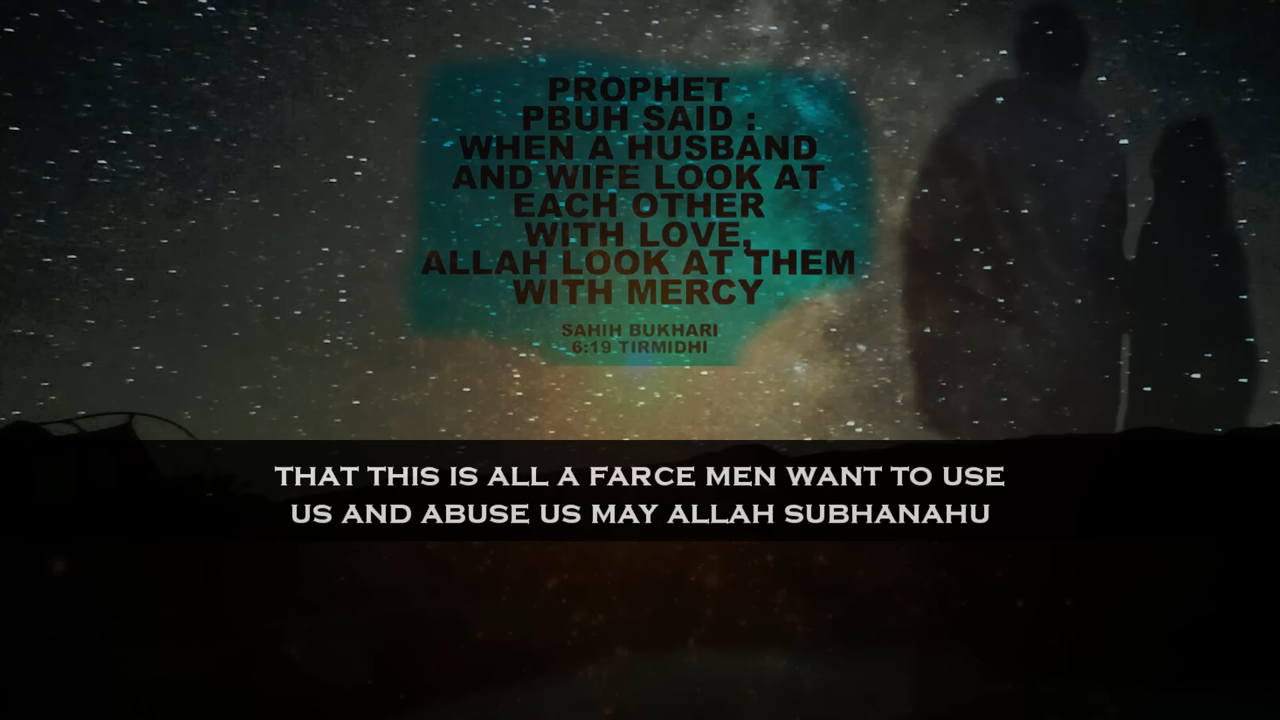 PROPHET
PBUH SAID :
WHEN A HUSBAND
AND WIFE LOOK AT
EACH OTHER
WITH LOVE,
ALLAH LOOK AT THEM
WITH MERCY
SAHIH BUKHARI
6:19 TIRMIDHI
THAT THIS IS ALL A FARCE MEN WANT TO USE
US AND ABUSE US MAY ALLAH SUBHANAHU